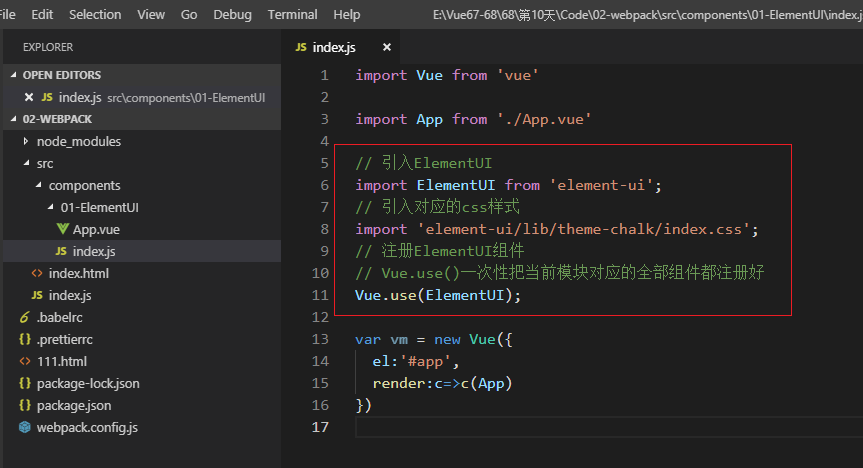 File Edit Selection View Go Debug Terminal Help E:\Vue67-68\68\第10天\Code\02-webpack\src\components\01-ElementUI\index.j
EXPLORER
OPEN EDITORS
JS index.js src\components\01-ElementUI
02-WEBPACK
node_modules
src
components
01-ElementUI
App.vue
JS index.js
index.html
JS index.js
.babelrc
{} .prettierrc
<> 111.html
{} package-lock.json
{} package.json
webpack.config.js
JS index.js ×
1 import Vue from 'vue'
2
3 import App from './App.vue'
4
5 // 引入ElementUI
6 import ElementUI from 'element-ui';
7 // 引入对应的css样式
8 import 'element-ui/lib/theme-chalk/index.css';
9 // 注册ElementUI组件
10 // Vue.use()一次性把当前模块对应的全部组件都注册好
11 Vue.use(ElementUI);
12
13 var vm = new Vue({
14 el:'#app',
15 render:c=>c(App)
16 })
17